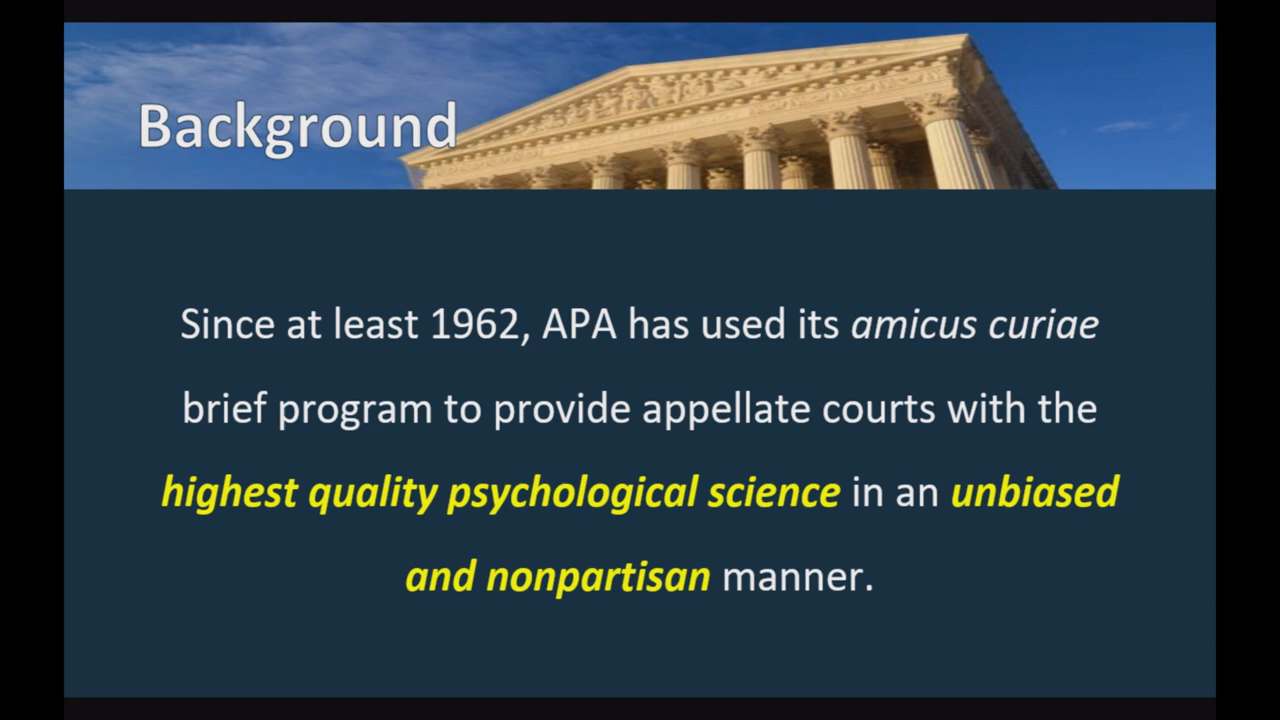 Background
Since at least 1962, APA has used its amicus curiae
brief program to provide appellate courts with the
highest quality psychological science in an unbiased
and nonpartisan manner.